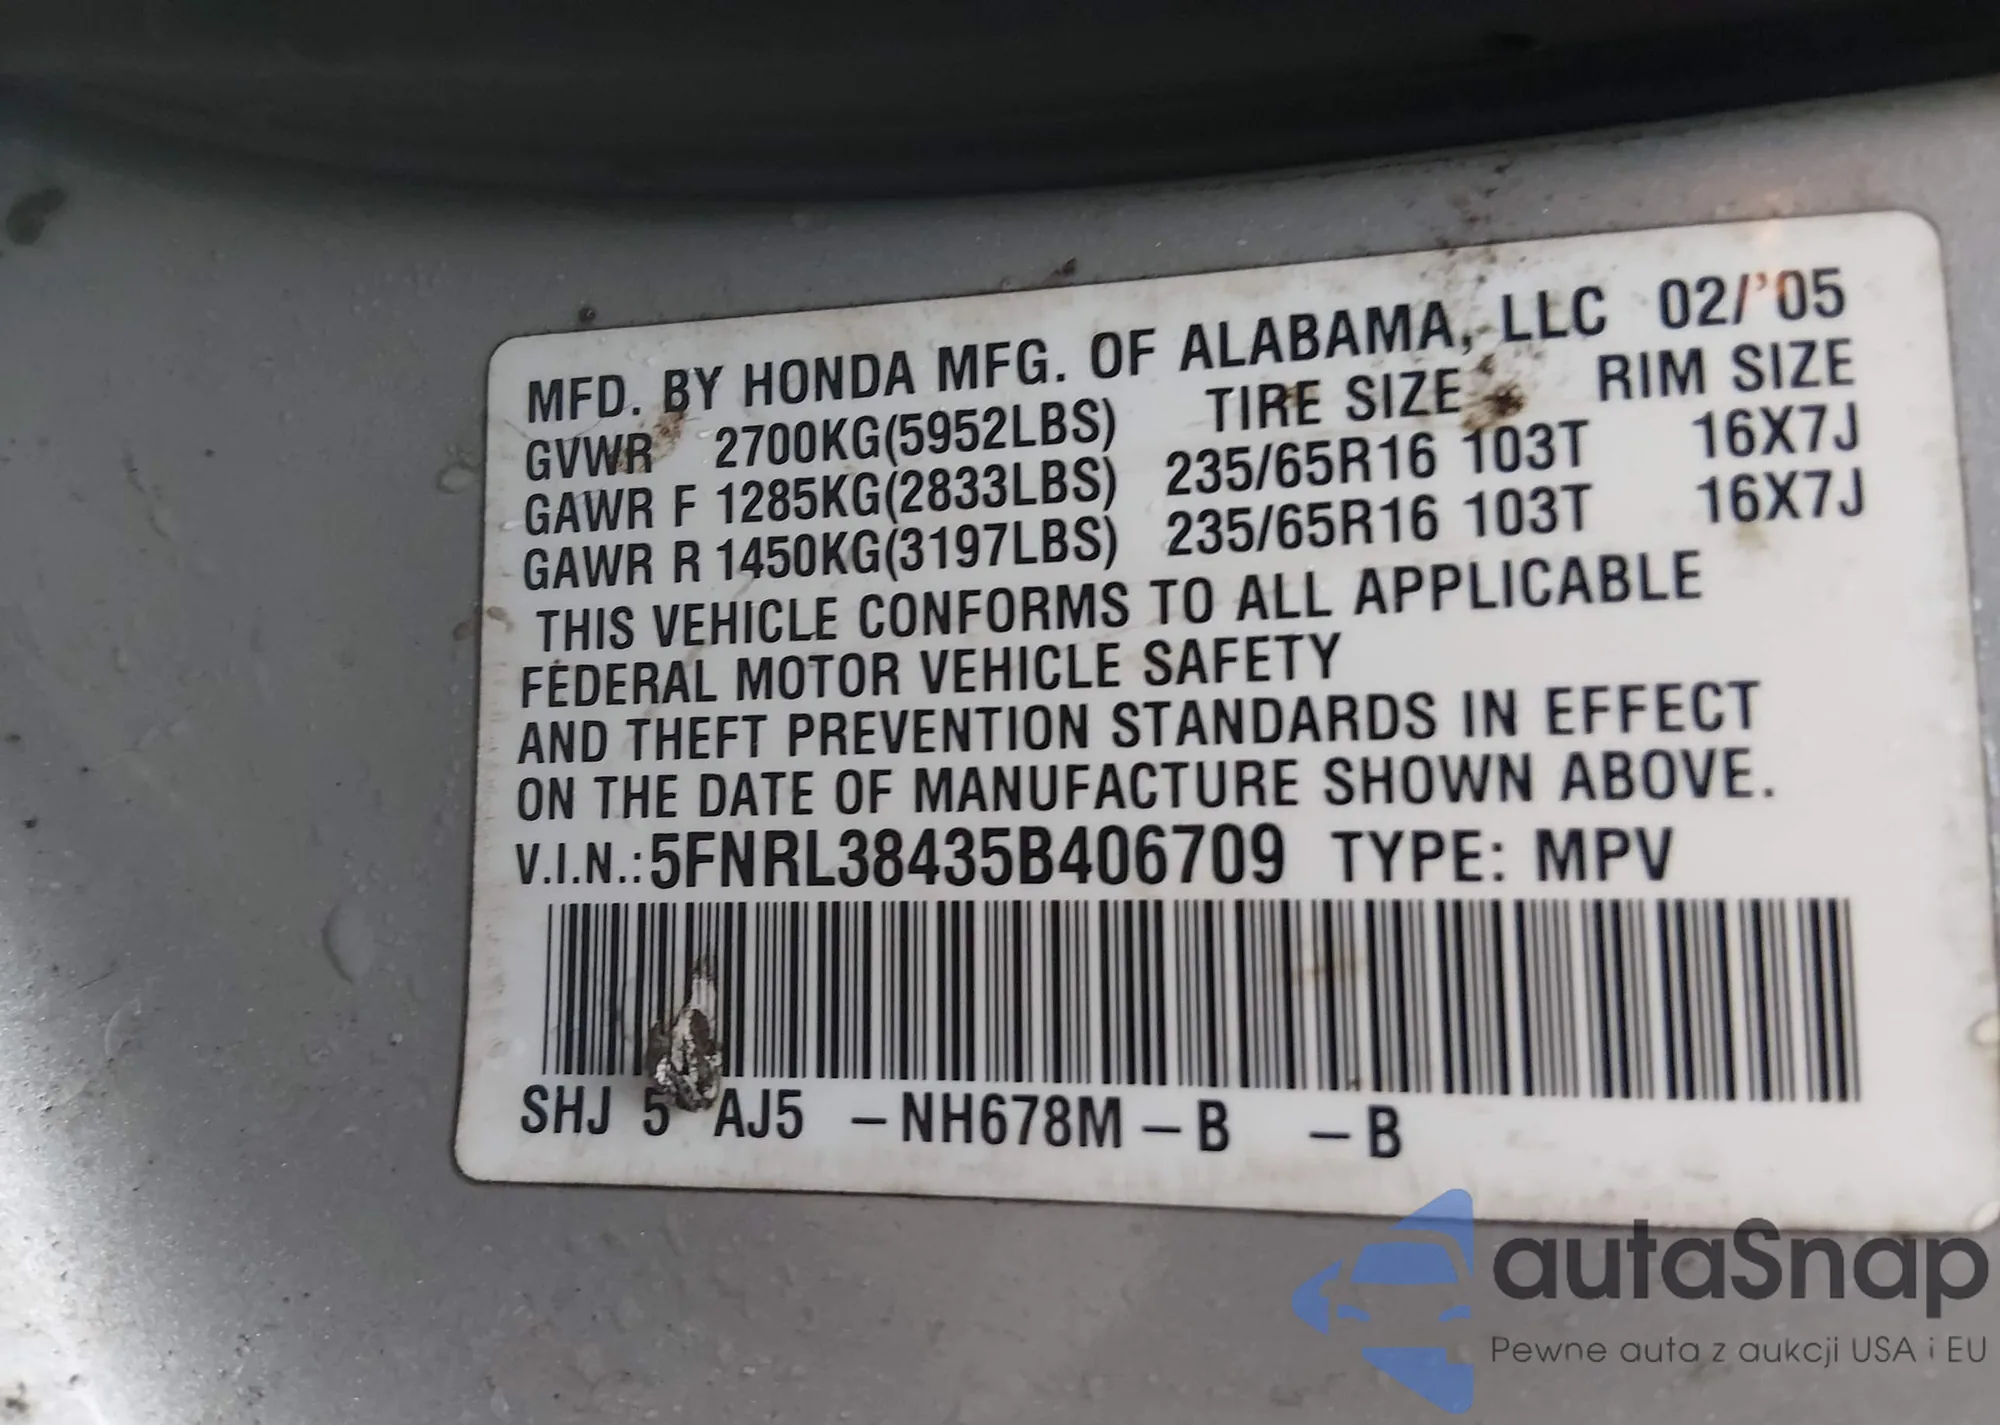 MFD. BY HONDA MFG. OF ALABAMA, LLC 02/'05
GVWR 2700KG(5952LBS) TIRE SIZE RIM SIZE
GAWR F 1285KG(2833LBS) 235/65R16 103T 16X7J
GAWR R 1450KG(3197LBS) 235/65R16 103T 16X7J
THIS VEHICLE CONFORMS TO ALL APPLICABLE
FEDERAL MOTOR VEHICLE SAFETY
AND THEFT PREVENTION STANDARDS IN EFFECT
ON THE DATE OF MANUFACTURE SHOWN ABOVE.
V.I.N.:5FNRL38435B406709 TYPE: MPV
SHJ 5 AJ5 -NH678M-B -B
autaSnap
Pewne auta z aukcji USA i EU